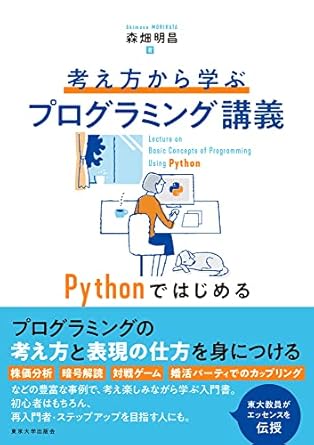 Akimasa MORIHATA
森畑明昌
著
考え方から学ぶ
プログラミング講義
Lecture on
Basic Concepts of Programming
Using Python
Pythonではじめる
プログラミングの
考え方と表現の仕方を身につける
株価分析 暗号解読 対戦ゲーム 婚活パーティでのカップリング
などの豊富な事例で、考え楽しみながら学ぶ入門書。
初心者はもちろん、
再入門者・ステップアップを目指す人にも。
東大教員が
エッセンスを
伝授
東京大学出版会